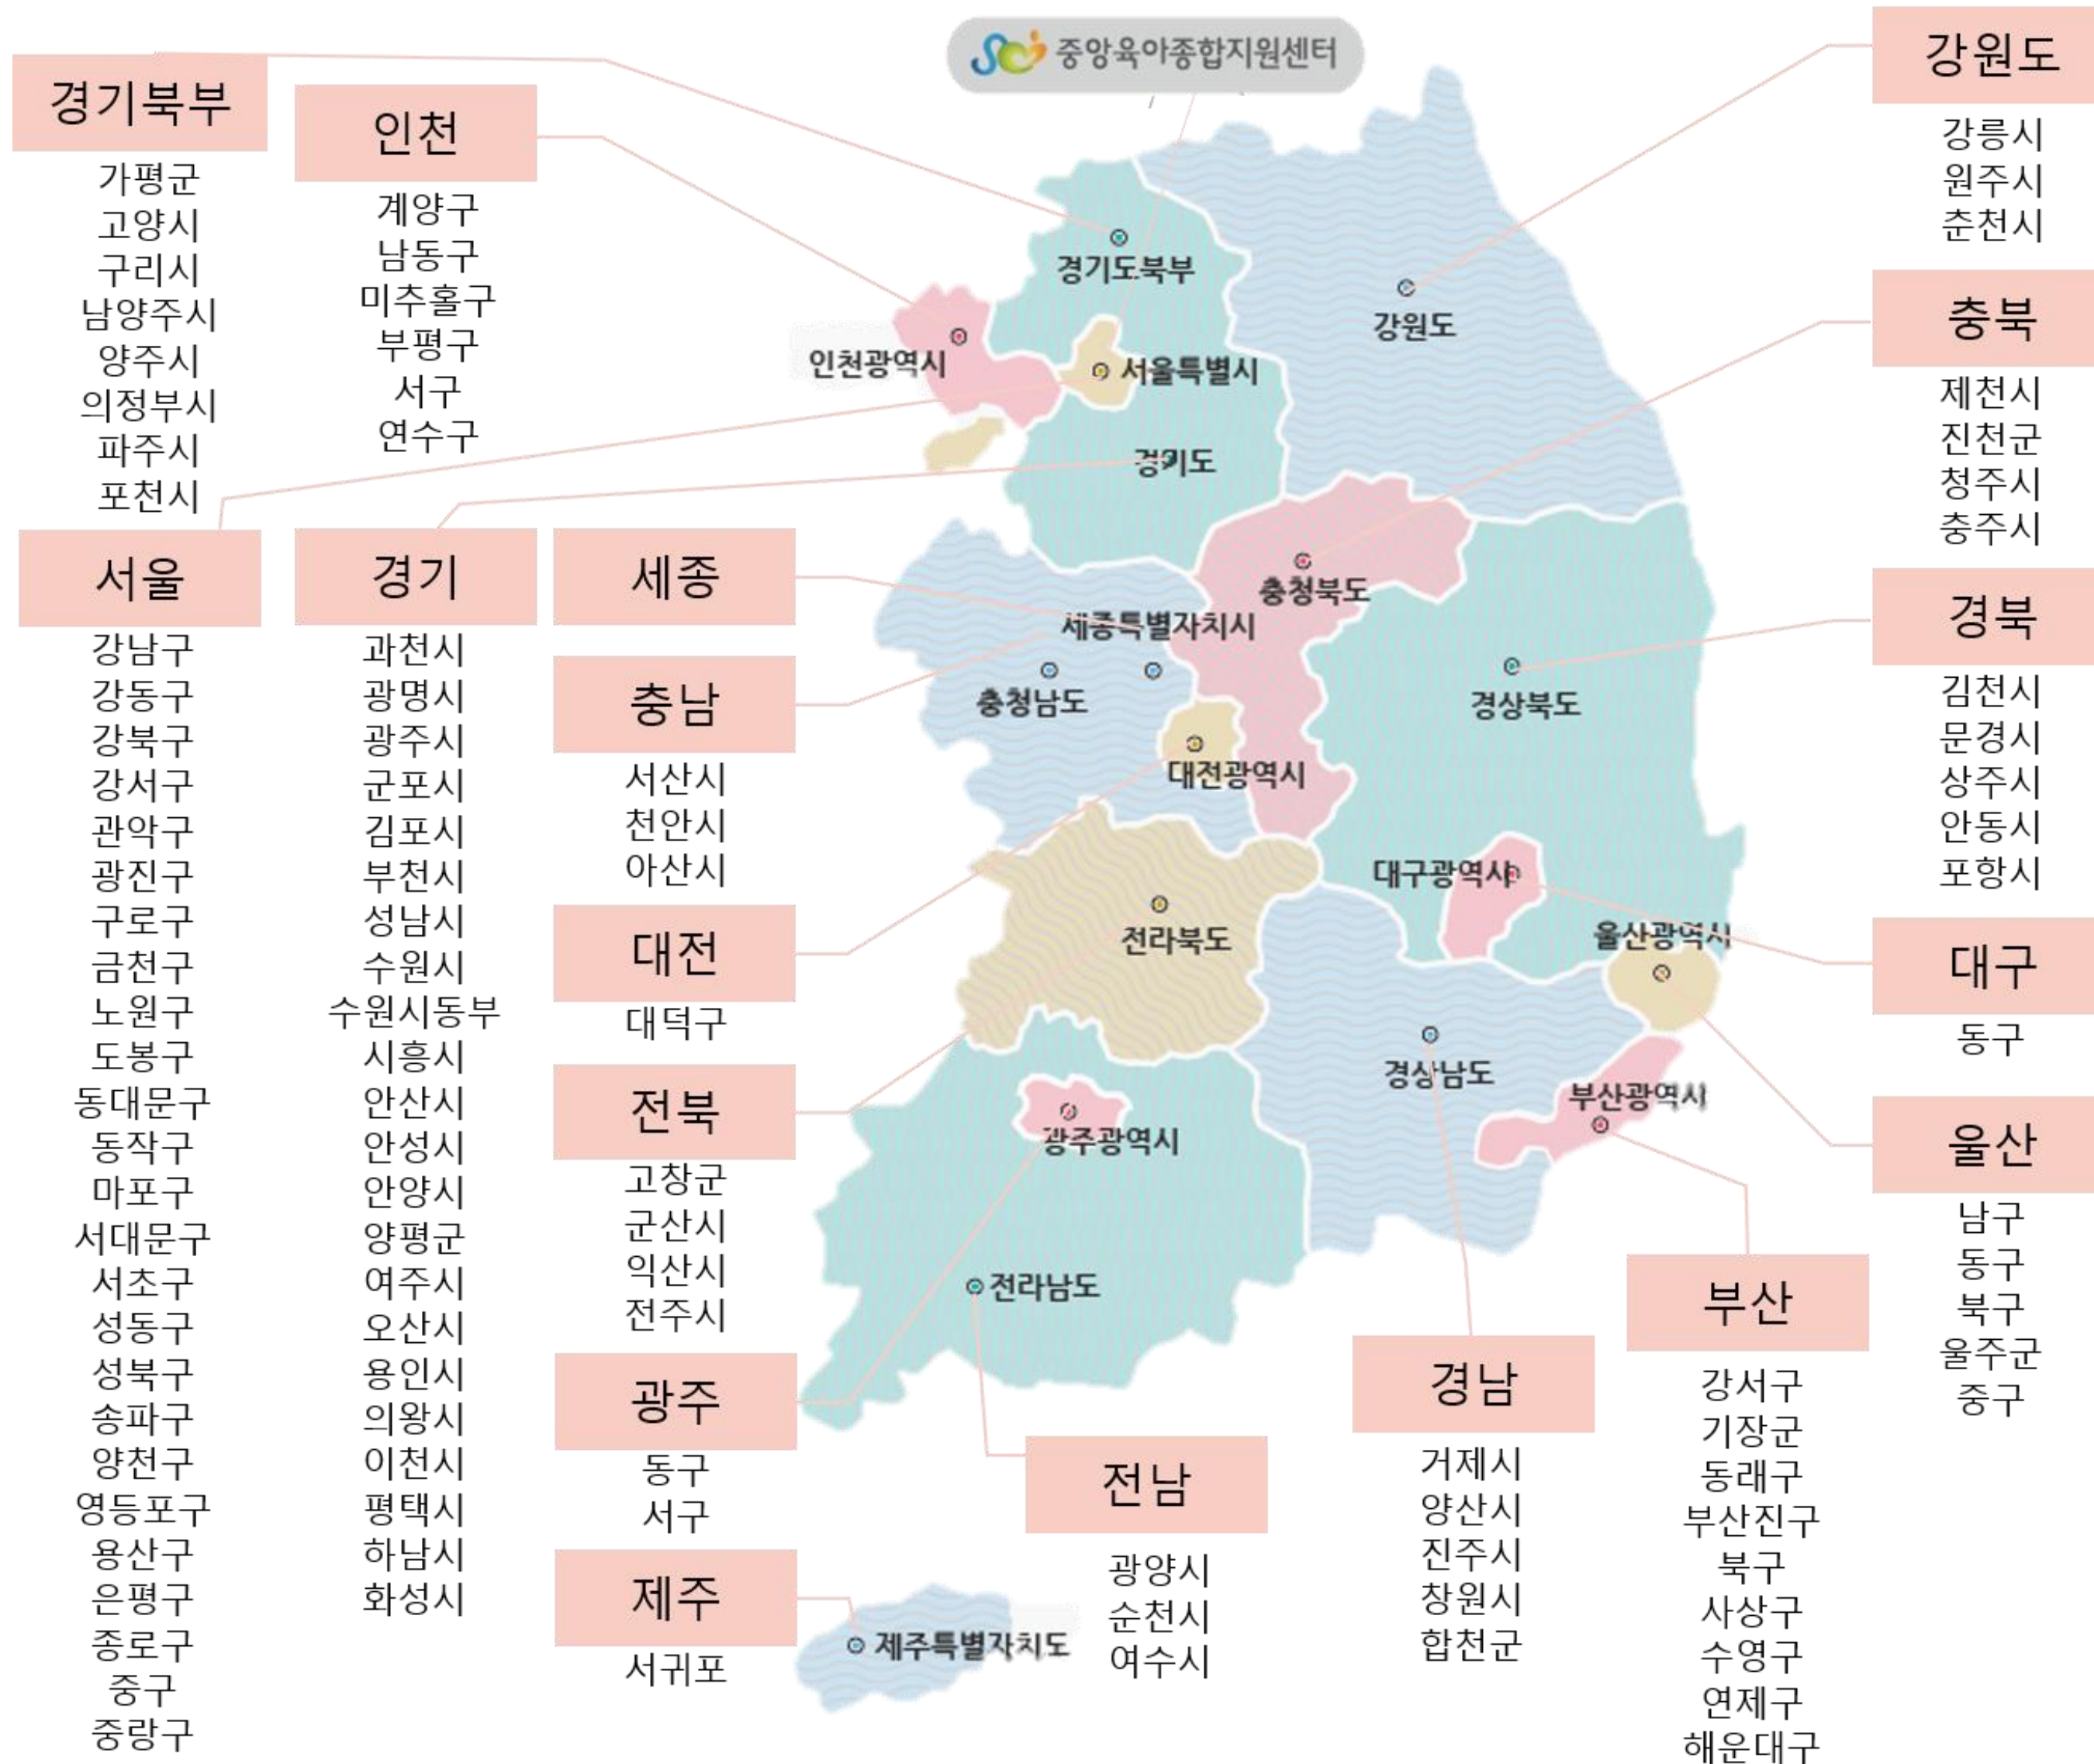 중앙육아종합지원센터
경기북부
가평군
고양시
구리시
남양주시
양주시
의정부시
파주시
포천시
인천
계양구
남동구
미추홀구
부평구
서구
연수구
서울
강남구
강동구
강북구
강서구
관악구
광진구
구로구
금천구
노원구
도봉구
동대문구
동작구
마포구
서대문구
서초구
성동구
성북구
송파구
양천구
영등포구
용산구
은평구
종로구
중구
중랑구
경기
과천시
광명시
광주시
군포시
김포시
부천시
성남시
수원시
수원시동부
시흥시
안산시
안성시
안양시
양평군
여주시
오산시
용인시
의왕시
이천시
평택시
하남시
화성시
세종
충남
서산시
천안시
아산시
대전
대덕구
전북
고창군
군산시
익산시
전주시
광주
동구
서구
제주
서귀포
경기도북부
강원도
인천광역시
서울특별시
경기도
충청북도
세종특별자치시
충청남도
경상북도
대전광역시
대구광역시
전라북도
울산광역시
경상남도
부산광역시
광주광역시
전라남도
제주특별자치도
전남
광양시
순천시
여수시
경남
거제시
양산시
진주시
창원시
합천군
부산
강서구
기장군
동래구
부산진구
북구
사상구
수영구
연제구
해운대구
강원도
강릉시
원주시
춘천시
충북
제천시
진천군
청주시
충주시
경북
김천시
문경시
상주시
안동시
포항시
대구
동구
울산
남구
동구
북구
울주군
중구